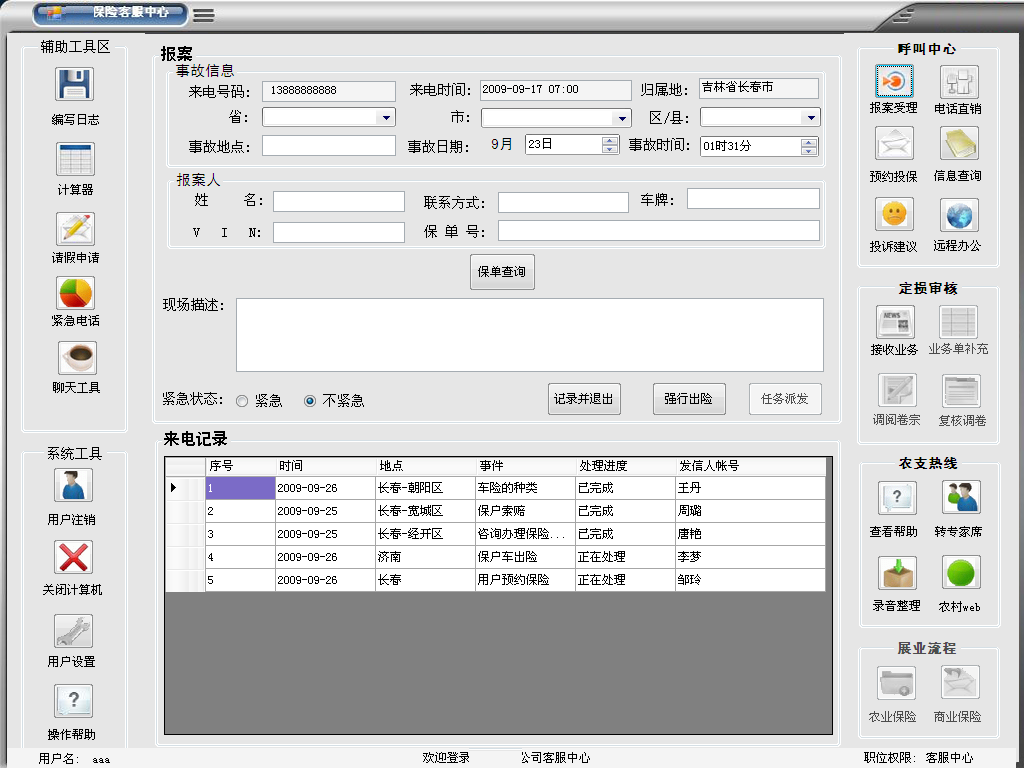 保险客服中心
辅助工具区
编写日志
计算器
请假申请
紧急电话
聊天工具
系统工具
用户注销
关闭计算机
用户设置
操作帮助
报案
事故信息
来电号码: 13888888888 来电时间: 2009-09-17 07:00 归属地: 吉林省长春市
省: 市: 区/县:
事故地点: 事故日期: 9月 23日 事故时间: 01时31分
报案人
姓 名: 联系方式: 车牌:
V I N: 保 单 号:
保单查询
现场描述:
紧急状态: 紧急 不紧急 记录并退出 强行出险 任务派发
来电记录
序号 时间 地点 事件 处理进度 发信人帐号
1 2009-09-26 长春-朝阳区 车险的种类 已完成 王丹
2 2009-09-25 长春-宽城区 保户索赔 已完成 周璐
3 2009-09-25 长春-经开区 咨询办理保险... 已完成 唐艳
4 2009-09-26 济南 保户车出险 正在处理 李梦
5 2009-09-26 长春 用户预约保险 正在处理 邹玲
呼叫中心
报案受理 电话直销
预约投保 信息查询
投诉建议 远程办公
定损审核
NEWS
接收业务 业务单补充
调阅卷宗 复核调卷
农支热线
查看帮助 转专家席
录音整理 农村web
展业流程
农业保险 商业保险
用户名: aaa 欢迎登录 公司客服中心 职位权限: 客服中心